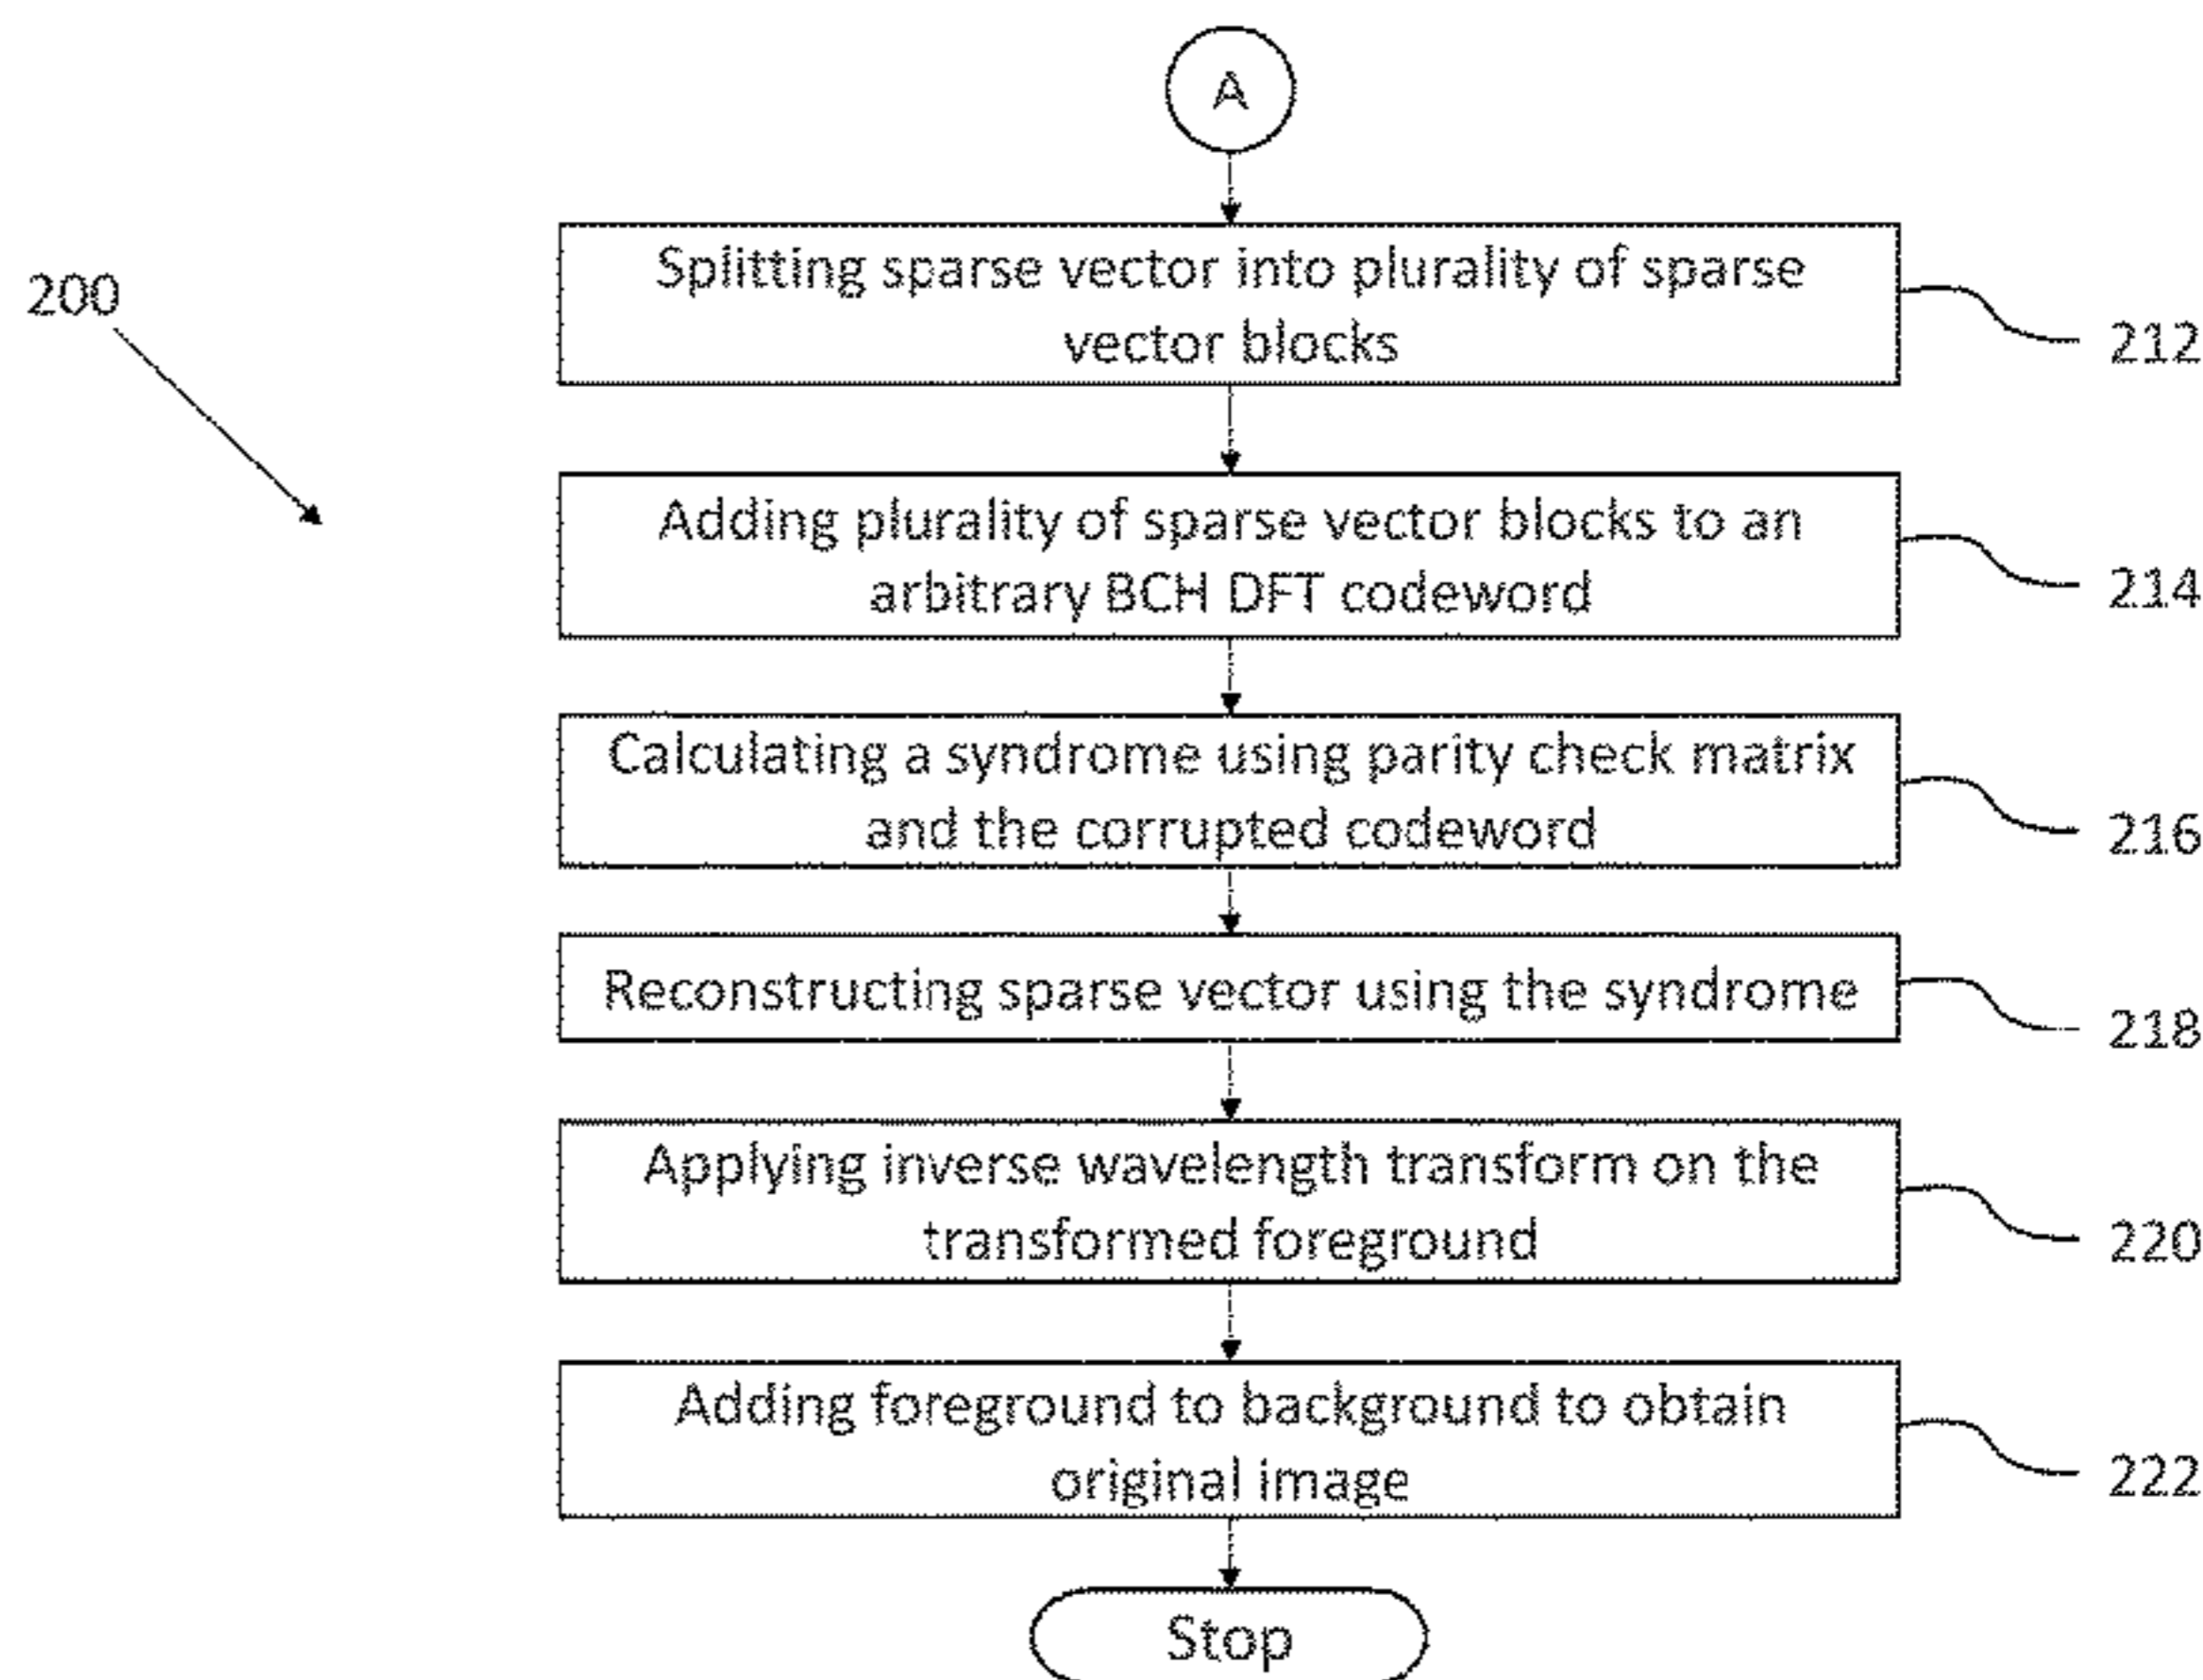 A
200
Splitting sparse vector into plurality of sparse
vector blocks
212
Adding plurality of sparse vector blocks to an
arbitrary BCH DFT codeword
214
Calculating a syndrome using parity check matrix
and the corrupted codeword
216
Reconstructing sparse vector using the syndrome
218
Applying inverse wavelength transform on the
transformed foreground
220
Adding foreground to background to obtain
original image
222
Stop